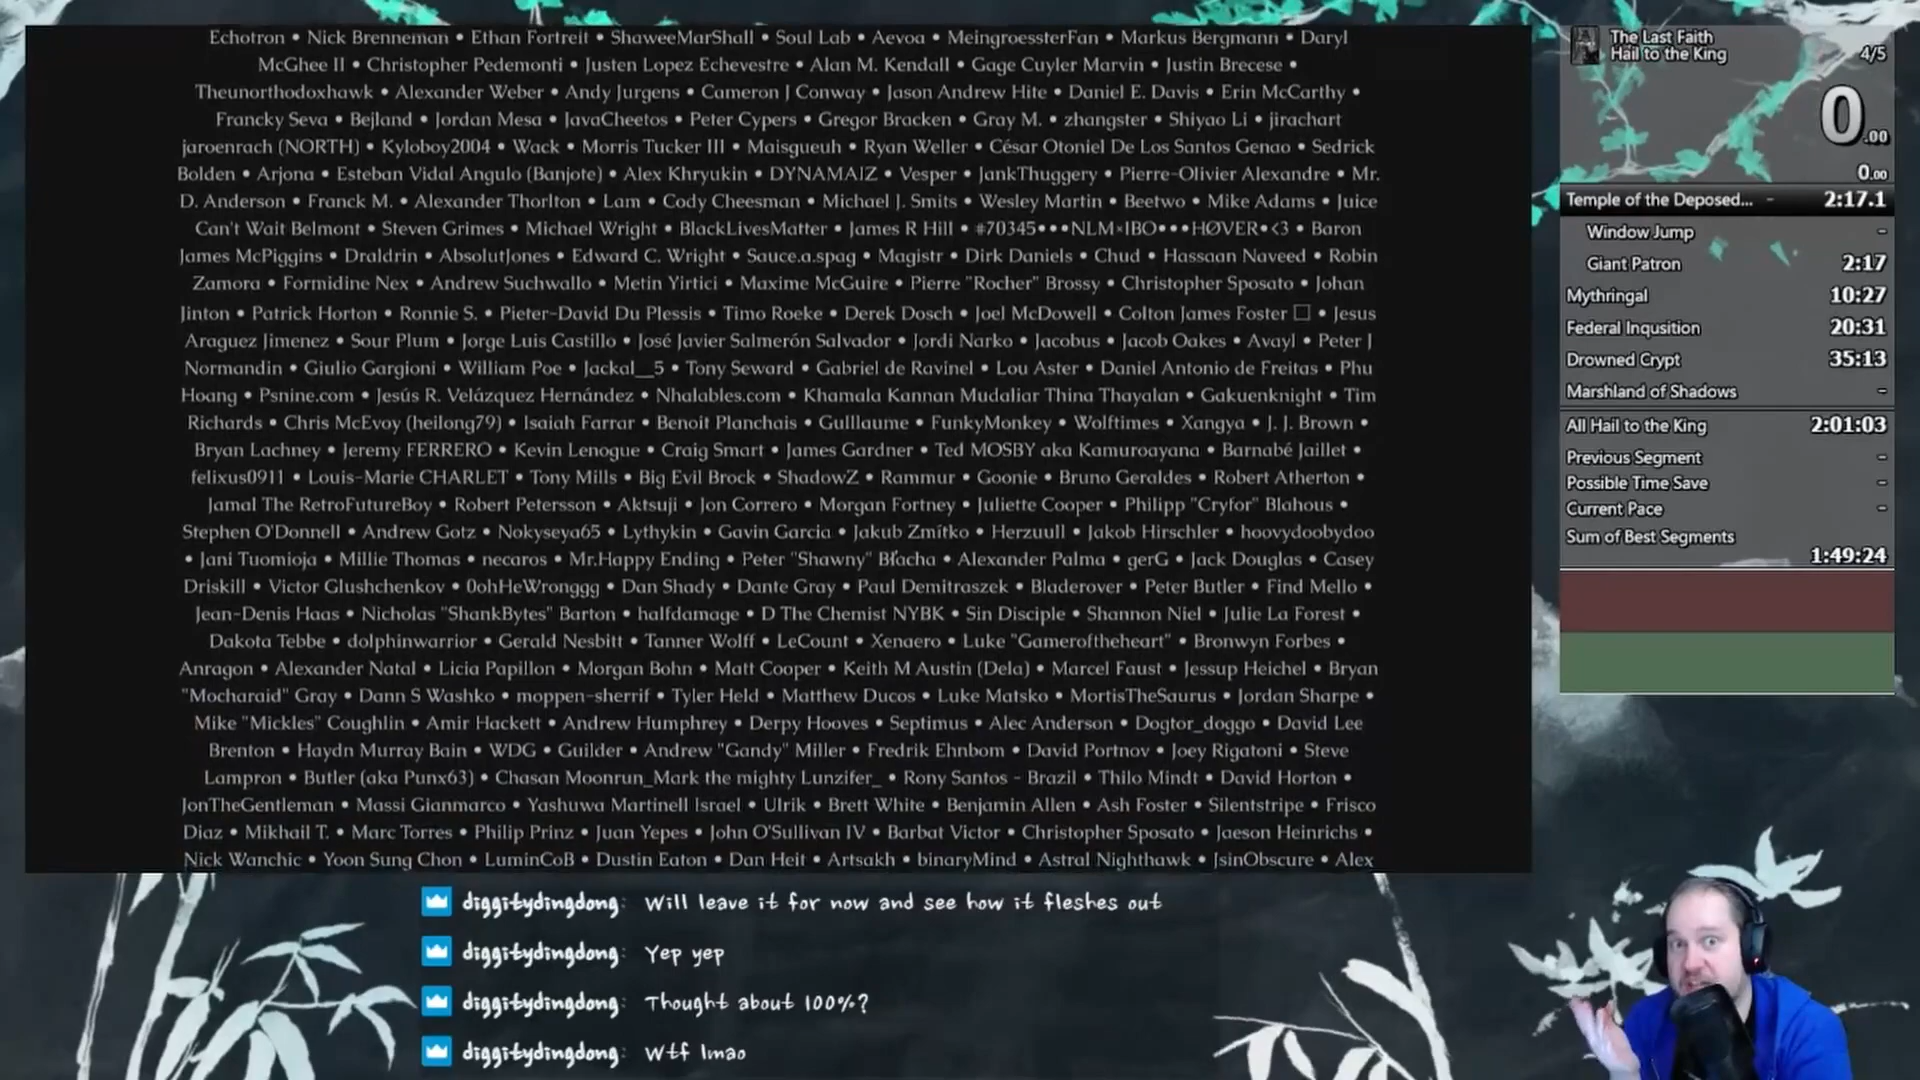 Echotron • Nick Brenneman • Ethan Fortreit • ShaweeMarShall • Soul Lab • Aevoa • MeingroessterFan • Markus Bergmann • Daryl
McGhee II • Christopher Pedemonti • Justen Lopez Echevestre • Alan M. Kendall • Gage Cuyler Marvin • Justin Brecese •
Theunorthodoxhawk • Alexander Weber • Andy Jurgens • Cameron J Conway • Jason Andrew Hite • Daniel E. Davis • Erin McCarthy •
Francky Seva • Bejland • Jordan Mesa • JavaCheetos • Peter Cypers • Gregor Bracken • Gray M. • zhangster • Shiyao Li • jirachart
jaroenrach (NORTH) • Kyloboy2004 • Wack • Morris Tucker III • Maisgueuh • Ryan Weller • César Otoniel De Los Santos Genao • Sedrick
Bolden • Arjona • Esteban Vidal Angulo (Banjote) • Alex Khryukin • DYNAMAIZ • Vesper • JankThuggery • Pierre-Olivier Alexandre • Mr.
D. Anderson • Franck M. • Alexander Thorlton • Lam • Cody Cheesman • Michael J. Smits • Wesley Martin • Beetwo • Mike Adams • Juice
Can't Wait Belmont • Steven Grimes • Michael Wright • BlackLivesMatter • James R Hill • #70345•••NLM×IBO•••HØVER•<3 • Baron
James McPiggins • Draldrin • AbsolutJones • Edward C. Wright • Sauce.a.spag • Magistr • Dirk Daniels • Chud • Hassaan Naveed • Robin
Zamora • Formidine Nex • Andrew Suchwallo • Metin Yirtici • Maxime McGuire • Pierre "Rocher" Brossy • Christopher Sposato • Johan
Jinton • Patrick Horton • Ronnie S. • Pieter-David Du Plessis • Timo Roeke • Derek Dosch • Joel McDowell • Colton James Foster □ • Jesus
Araguez Jimenez • Sour Plum • Jorge Luis Castillo • José Javier Salmerón Salvador • Jordi Narko • Jacobus • Jacob Oakes • Avayl • Peter J
Normandin • Giulio Gargioni • William Poe • Jackal__5 • Tony Seward • Gabriel de Ravinel • Lou Aster • Daniel Antonio de Freitas • Phu
Hoang • Psnine.com • Jesús R. Velázquez Hernández • Nhalables.com • Khamala Kannan Mudaliar Thina Thayalan • Gakuenknight • Tim
Richards • Chris McEvoy (heilong79) • Isaiah Farrar • Benoit Planchais • Gulllaume • FunkyMonkey • Wolftimes • Xangya • J. J. Brown •
Bryan Lachney • Jeremy FERRERO • Kevin Lenogue • Craig Smart • James Gardner • Ted MOSBY aka Kamuroayana • Barnabé Jaillet •
felixus0911 • Louis-Marie CHARLET • Tony Mills • Big Evil Brock • ShadowZ • Rammur • Goonie • Bruno Geraldes • Robert Atherton •
Jamal The RetroFutureBoy • Robert Petersson • Aktsuji • Jon Correro • Morgan Fortney • Juliette Cooper • Philipp "Cryfor" Blahous •
Stephen O'Donnell • Andrew Gotz • Nokyseya65 • Lythykin • Gavin Garcia • Jakub Zmítko • Herzuull • Jakob Hirschler • hoovydoobydoo
• Jani Tuomioja • Millie Thomas • necaros • Mr.Happy Ending • Peter "Shawny" Bľacha • Alexander Palma • gerG • Jack Douglas • Casey
Driskill • Victor Glushchenkov • 0ohHeWronggg • Dan Shady • Dante Gray • Paul Demitraszek • Bladerover • Peter Butler • Find Mello •
Jean-Denis Haas • Nicholas "ShankBytes" Barton • halfdamage • D The Chemist NYBK • Sin Disciple • Shannon Niel • Julie La Forest •
Dakota Tebbe • dolphinwarrior • Gerald Nesbitt • Tanner Wolff • LeCount • Xenaero • Luke "Gameroftheheart" • Bronwyn Forbes •
Anragon • Alexander Natal • Licia Papillon • Morgan Bohn • Matt Cooper • Keith M Austin (Dela) • Marcel Faust • Jessup Heichel • Bryan
"Mocharaid" Gray • Dann S Washko • moppen-sherrif • Tyler Held • Matthew Ducos • Luke Matsko • MortisTheSaurus • Jordan Sharpe •
Mike "Mickles" Coughlin • Amir Hackett • Andrew Humphrey • Derpy Hooves • Septimus • Alec Anderson • Dogtor_doggo • David Lee
Brenton • Haydn Murray Bain • WDG • Guilder • Andrew "Gandy" Miller • Fredrik Ehnbom • David Portnov • Joey Rigatoni • Steve
Lampron • Butler (aka Punx63) • Chasan Moonrun_Mark the mighty Lunzifer_ • Rony Santos - Brazil • Thilo Mindt • David Horton •
JonTheGentleman • Massi Gianmarco • Yashuwa Martinell Israel • Ulrik • Brett White • Benjamin Allen • Ash Foster • Silentstripe • Frisco
Diaz • Mikhail T. • Marc Torres • Philip Prinz • Juan Yepes • John O'Sullivan IV • Barbat Victor • Christopher Sposato • Jaeson Heinrichs •
Nick Wanchic • Yoon Sung Chon • LuminCoB • Dustin Eaton • Dan Heit • Artsakh • binaryMind • Astral Nighthawk • JsinObscure • Alex
The Last Faith
Hail to the King 4/5
0.00
0.00
Temple of the Deposed... - 2:17.1
Window Jump -
Giant Patron 2:17
Mythringal 10:27
Federal Inqusition 20:31
Drowned Crypt 35:13
Marshland of Shadows -
All Hail to the King 2:01:03
Previous Segment -
Possible Time Save -
Current Pace -
Sum of Best Segments
1:49:24
diggitydingdong: Will leave it for now and see how it fleshes out
diggitydingdong: Yep yep
diggitydingdong: Thought about 100%?
diggitydingdong: Wtf lmao